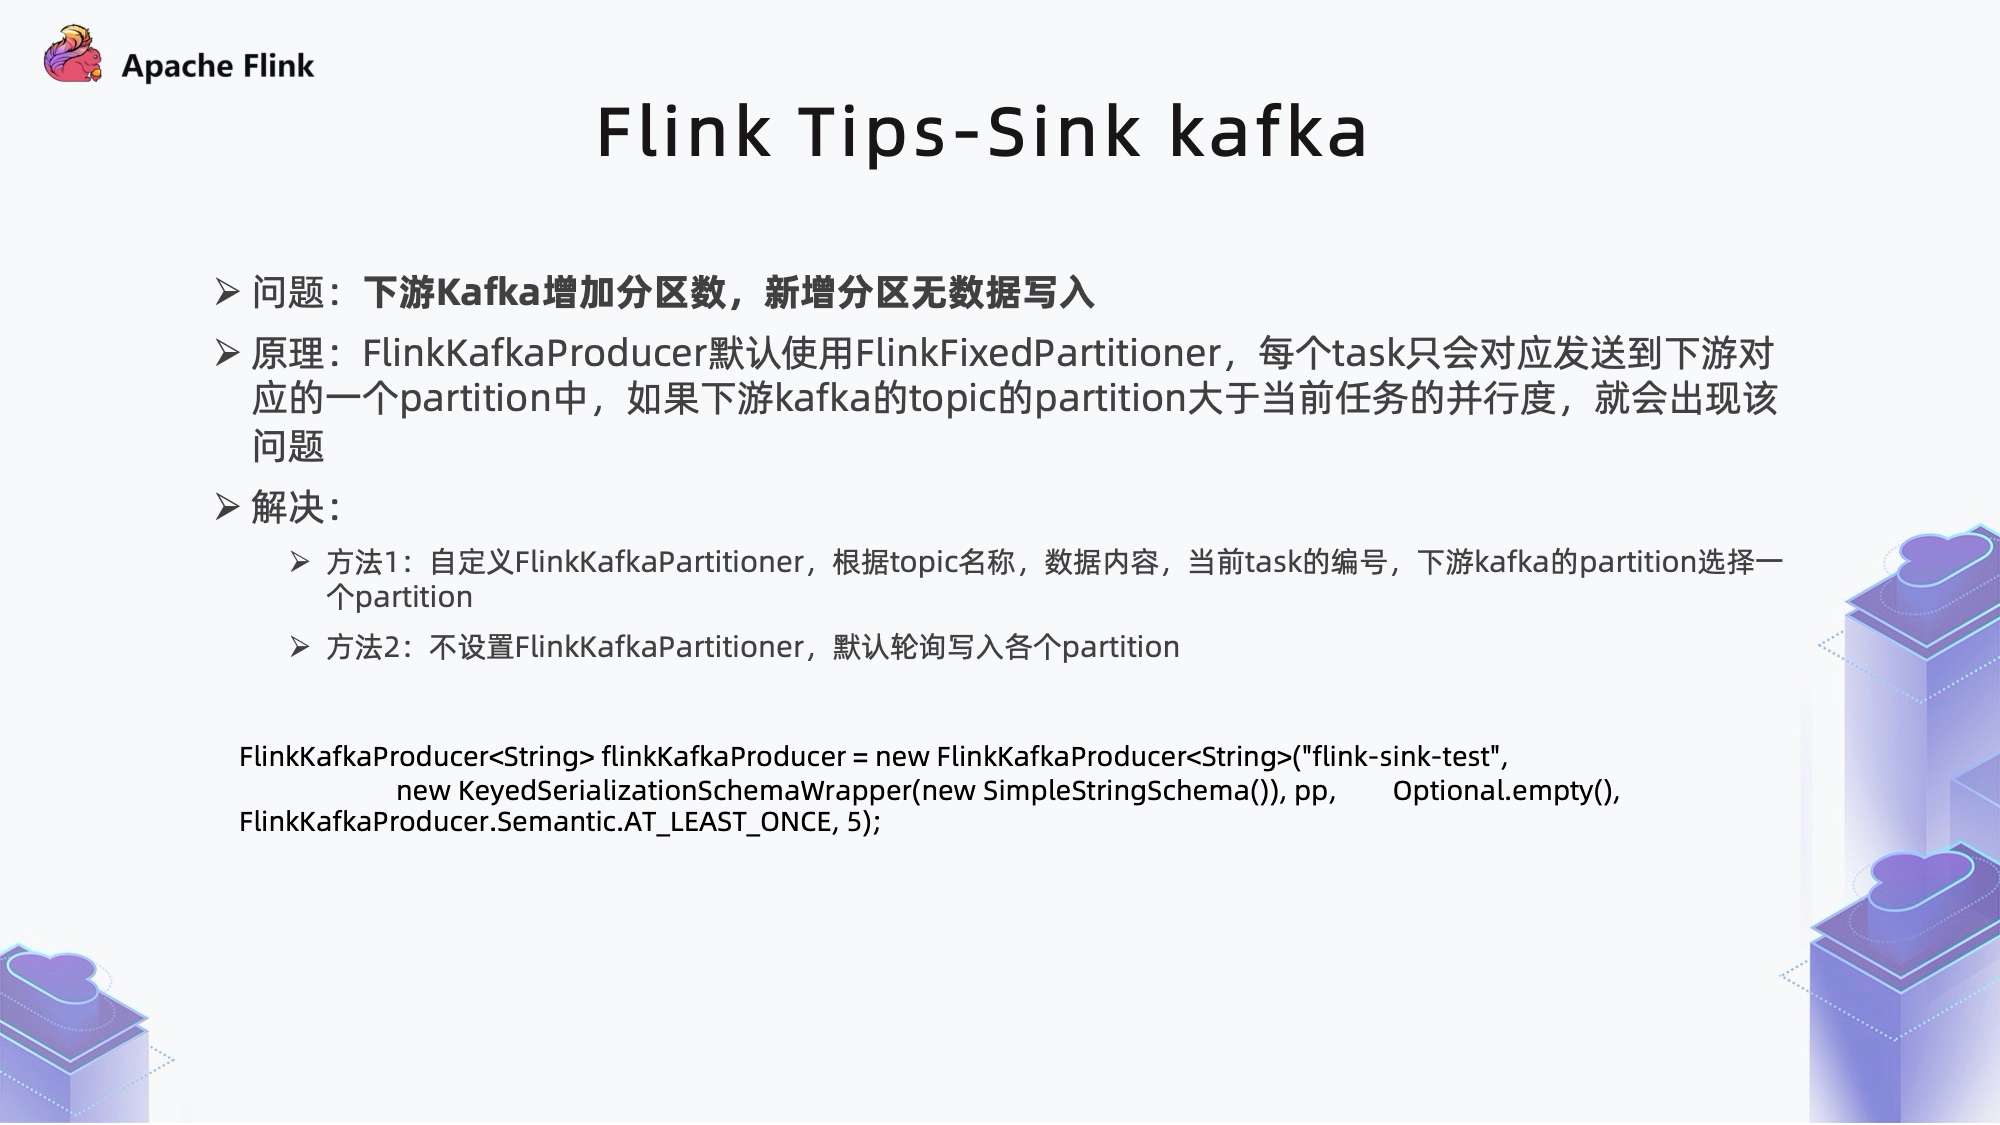 Apache Flink
Flink Tips-Sink kafka
问题：下游Kafka增加分区数，新增分区无数据写入
原理：FlinkKafkaProducer默认使用FlinkFixedPartitioner，每个task只会对应发送到下游对
应的一个partition中，如果下游kafka的topic的partition大于当前任务的并行度，就会出现该
问题
解决：
方法1：自定义FlinkKafkaPartitioner，根据topic名称，数据内容，当前task的编号，下游kafka的partition选择一
个partition
方法2：不设置FlinkKafkaPartitioner，默认轮询写入各个partition
FlinkKafkaProducer<String> flinkKafkaProducer = new FlinkKafkaProducer<String>("flink-sink-test",
new KeyedSerializationSchemaWrapper(new SimpleStringSchema()), pp, Optional.empty(),
FlinkKafkaProducer.Semantic.AT_LEAST_ONCE, 5);